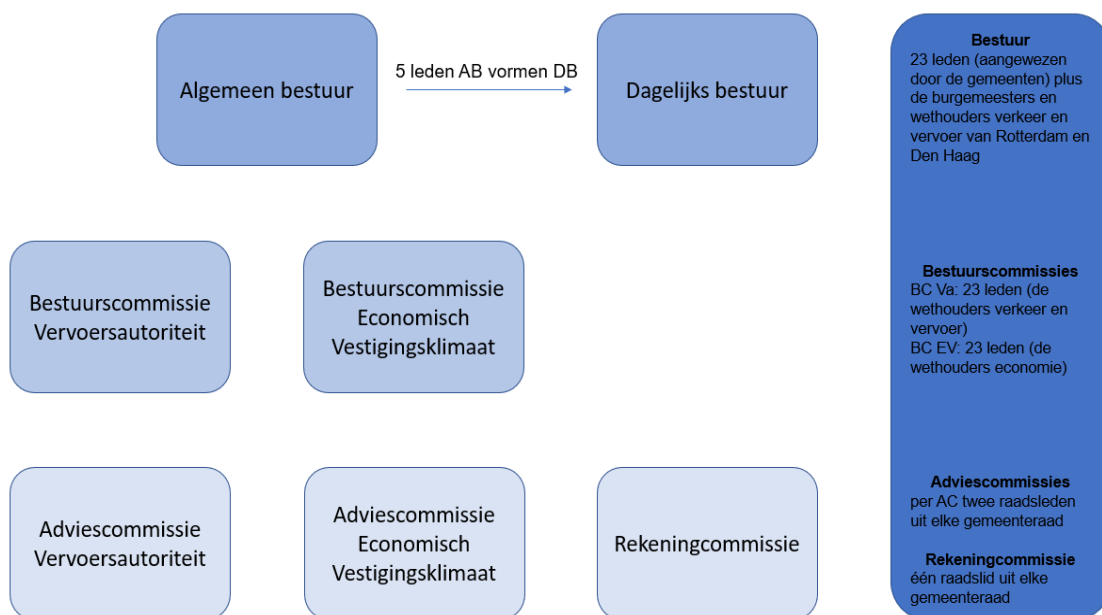 Algemeen bestuur
5 leden AB vormen DB
Dagelijks bestuur
Bestuur
23 leden (aangewezen
door de gemeenten) plus
de burgemeesters en
wethouders verkeer en
vervoer van Rotterdam en
Den Haag
Bestuurscommissie
Vervoersautoriteit
Bestuurscommissie
Economisch
Vestigingsklimaat
Bestuurscommissies
BC Va: 23 leden (de
wethouders verkeer en
vervoer)
BC EV: 23 leden (de
wethouders economie)
Adviescommissie
Vervoersautoriteit
Adviescommissie
Economisch
Vestigingsklimaat
Rekeningcommissie
Adviescommissies
per AC twee raadsleden
uit elke gemeenteraad
Rekeningcommissie
één raadslid uit elke
gemeenteraad